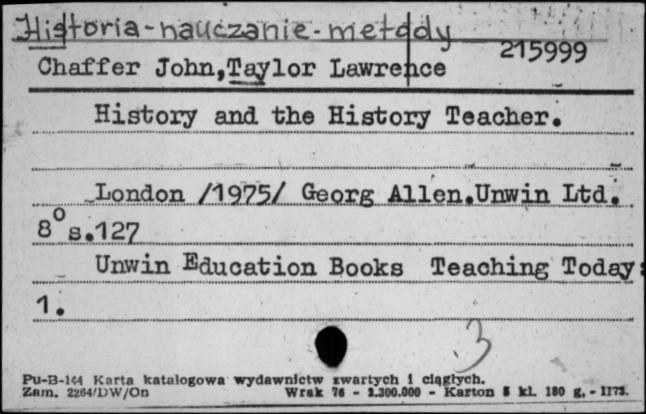 Historia-nauczanie-metody
215999
Chaffer John,Taylor Lawrence
History and the History Teacher.
London /1975/ Georg Allen.Unwin Ltd.
8° s.127
Unwin Education Books Teaching Today:
1.
3
Pu-B-144 Karta katalogowa wydawnictw zwartych i ciągłych.
Zam. 2264/DW/On Wrsk 76 - 2.300.000 - Karton 5 kl. 180 g. - 1173.